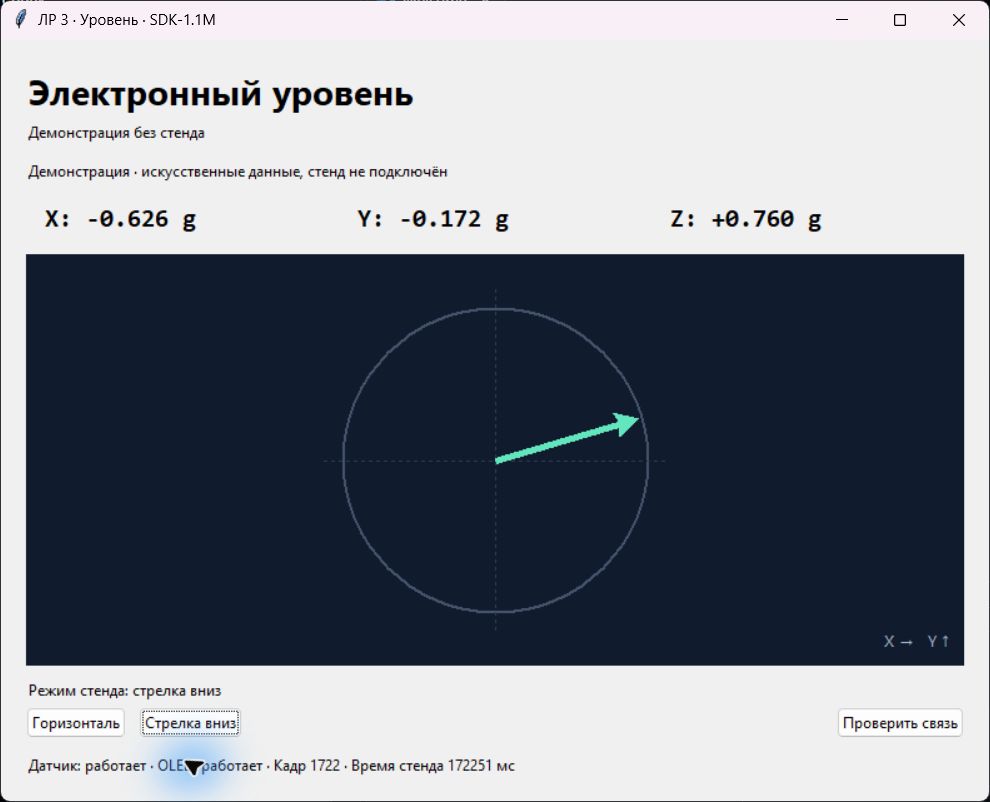 ЛР 3 · Уровень · SDK-1.1M
Электронный уровень
Демонстрация без стенда
Демонстрация · искусственные данные, стенд не подключён
X: -0.626 g Y: -0.172 g Z: +0.760 g
X → Y ↑
Режим стенда: стрелка вниз
Горизонталь Стрелка вниз Проверить связь
Датчик: работает · работает · Кадр 1722 · Время стенда 172251 мс